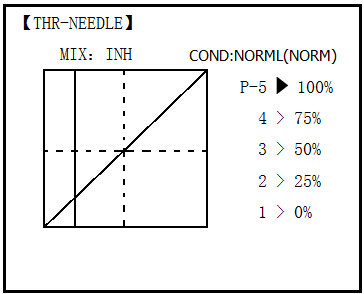 【THR-NEEDLE】
MIX: INH COND:NORML(NORM)
P-5 ▶ 100%
4 > 75%
3 > 50%
2 > 25%
1 > 0%